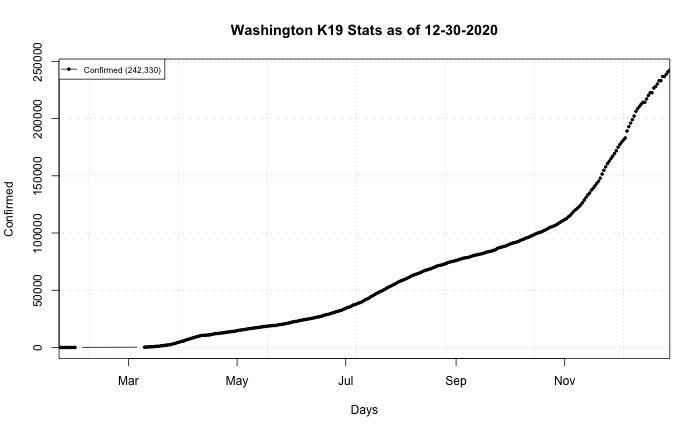 Washington K19 Stats as of 12-30-2020
Confirmed (242,330)
250000
200000
150000
100000
50000
0
Confirmed
Mar May Jul Sep Nov
Days